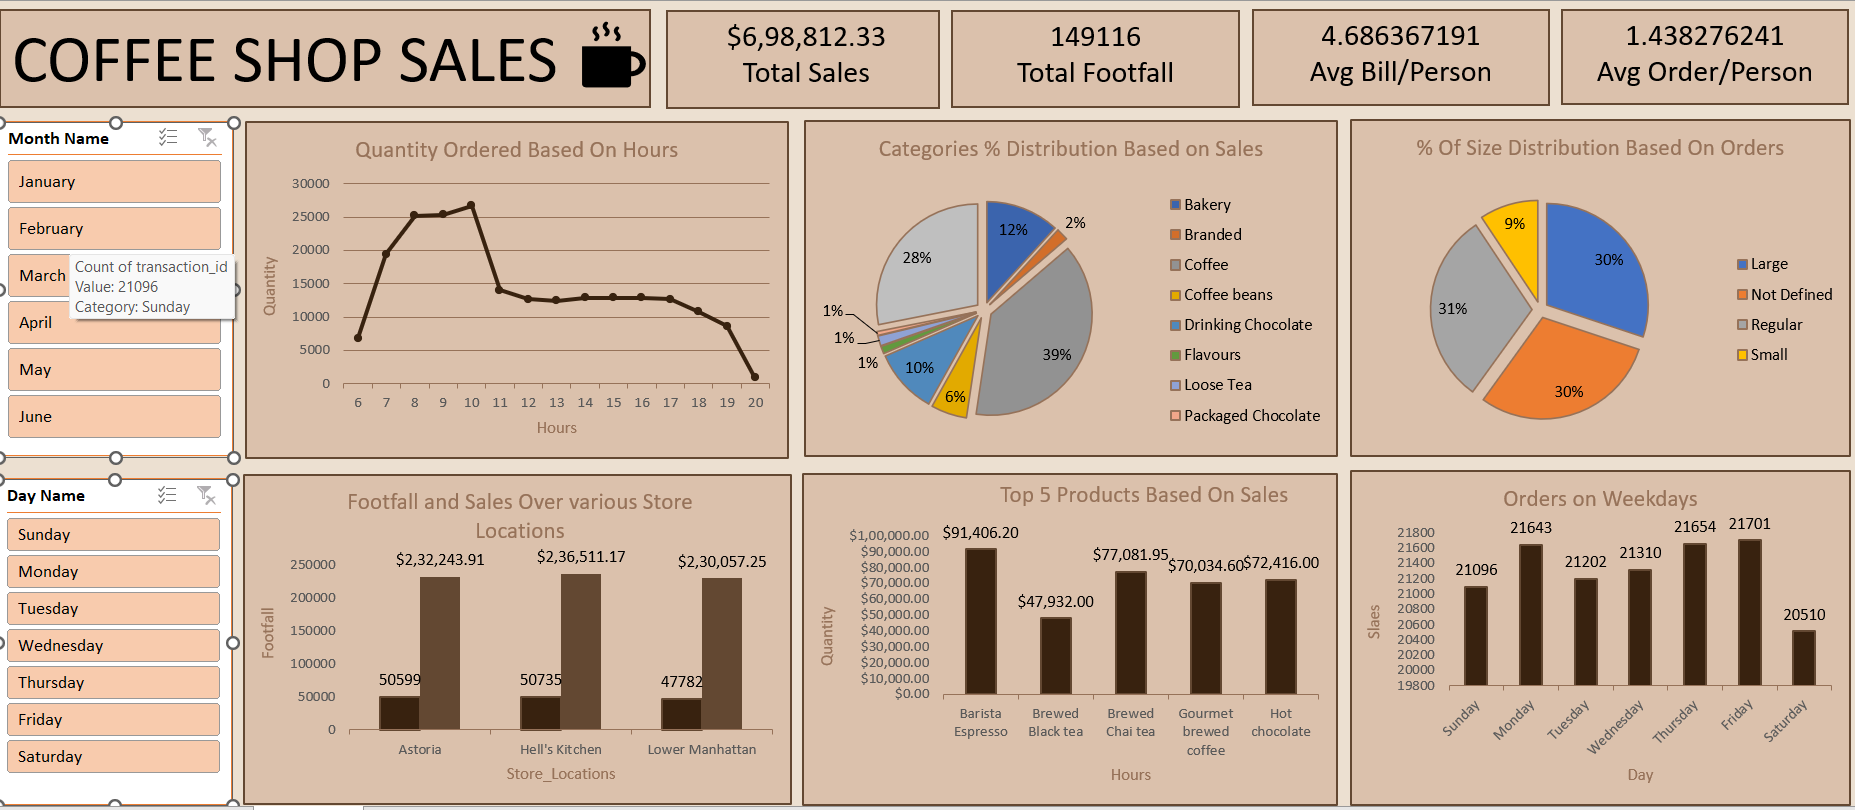 COFFEE SHOP SALES
$6,98,812.33
Total Sales
149116
Total Footfall
4.686367191
Avg Bill/Person
1.438276241
Avg Order/Person
Month Name
January
February
March
April
May
June
Count of transaction_id
Value: 21096
Category: Sunday
Quantity Ordered Based On Hours
Quantity
30000
25000
20000
15000
10000
5000
0
6 7 8 9 10 11 12 13 14 15 16 17 18 19 20
Hours
Categories % Distribution Based on Sales
12%
2%
39%
6%
10%
1%
1%
1%
28%
Bakery
Branded
Coffee
Coffee beans
Drinking Chocolate
Flavours
Loose Tea
Packaged Chocolate
% Of Size Distribution Based On Orders
30%
30%
31%
9%
Large
Not Defined
Regular
Small
Day Name
Sunday
Monday
Tuesday
Wednesday
Thursday
Friday
Saturday
Footfall and Sales Over various Store
Locations
Footfall
250000
200000
150000
100000
50000
0
$2,32,243.91
$2,36,511.17
$2,30,057.25
50599
50735
47782
Astoria
Hell's Kitchen
Lower Manhattan
Store_Locations
Top 5 Products Based On Sales
Quantity
$1,00,000.00
$90,000.00
$80,000.00
$70,000.00
$60,000.00
$50,000.00
$40,000.00
$30,000.00
$20,000.00
$10,000.00
$0.00
$91,406.20
$47,932.00
$77,081.95
$70,034.60
$72,416.00
Barista
Espresso
Brewed
Black tea
Brewed
Chai tea
Gourmet
brewed
coffee
Hot
chocolate
Hours
Orders on Weekdays
Slaes
21800
21600
21400
21200
21000
20800
20600
20400
20200
20000
19800
21096
21643
21202
21310
21654
21701
20510
Sunday
Monday
Tuesday
Wednesday
Thursday
Friday
Saturday
Day